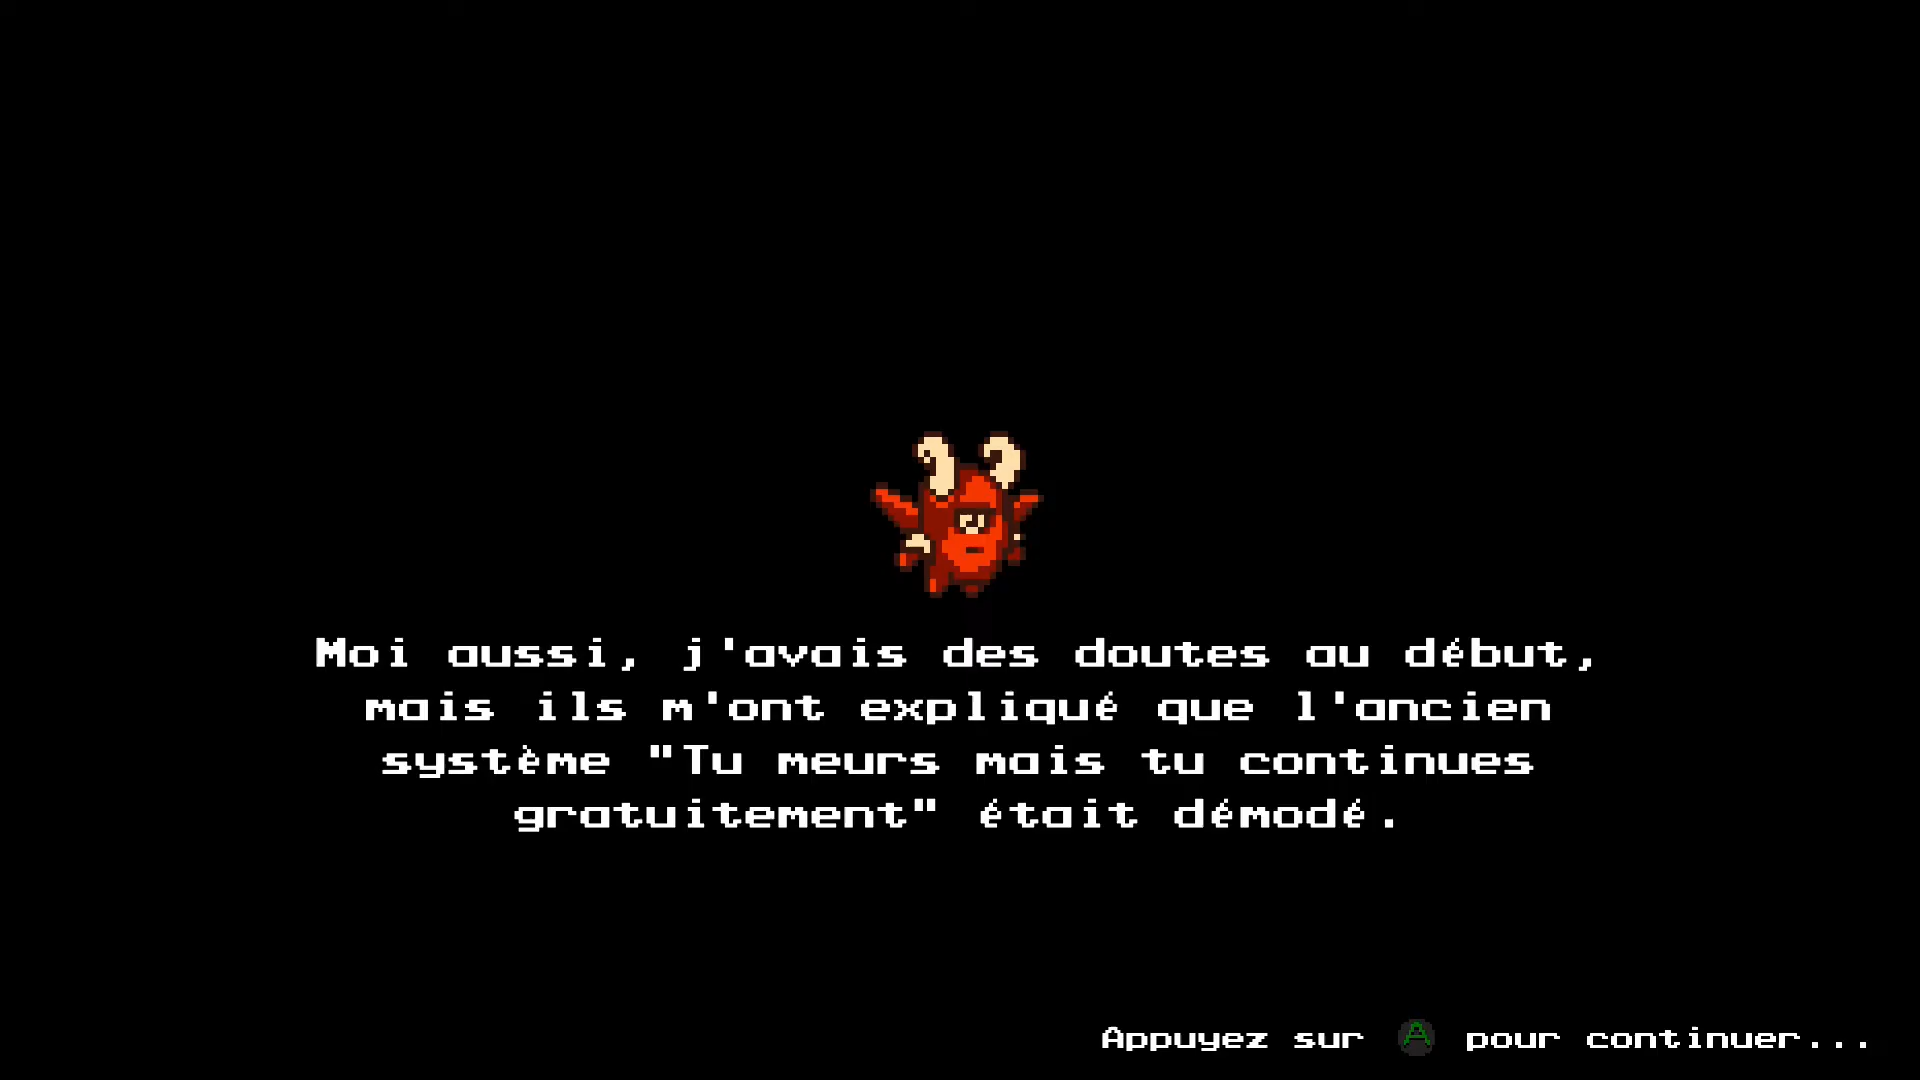 Moi aussi, j'avais des doutes au début,
mais ils m'ont expliqué que l'ancien
système "Tu meurs mais tu continues
gratuitement" était démodé.
Appuyez sur A pour continuer...